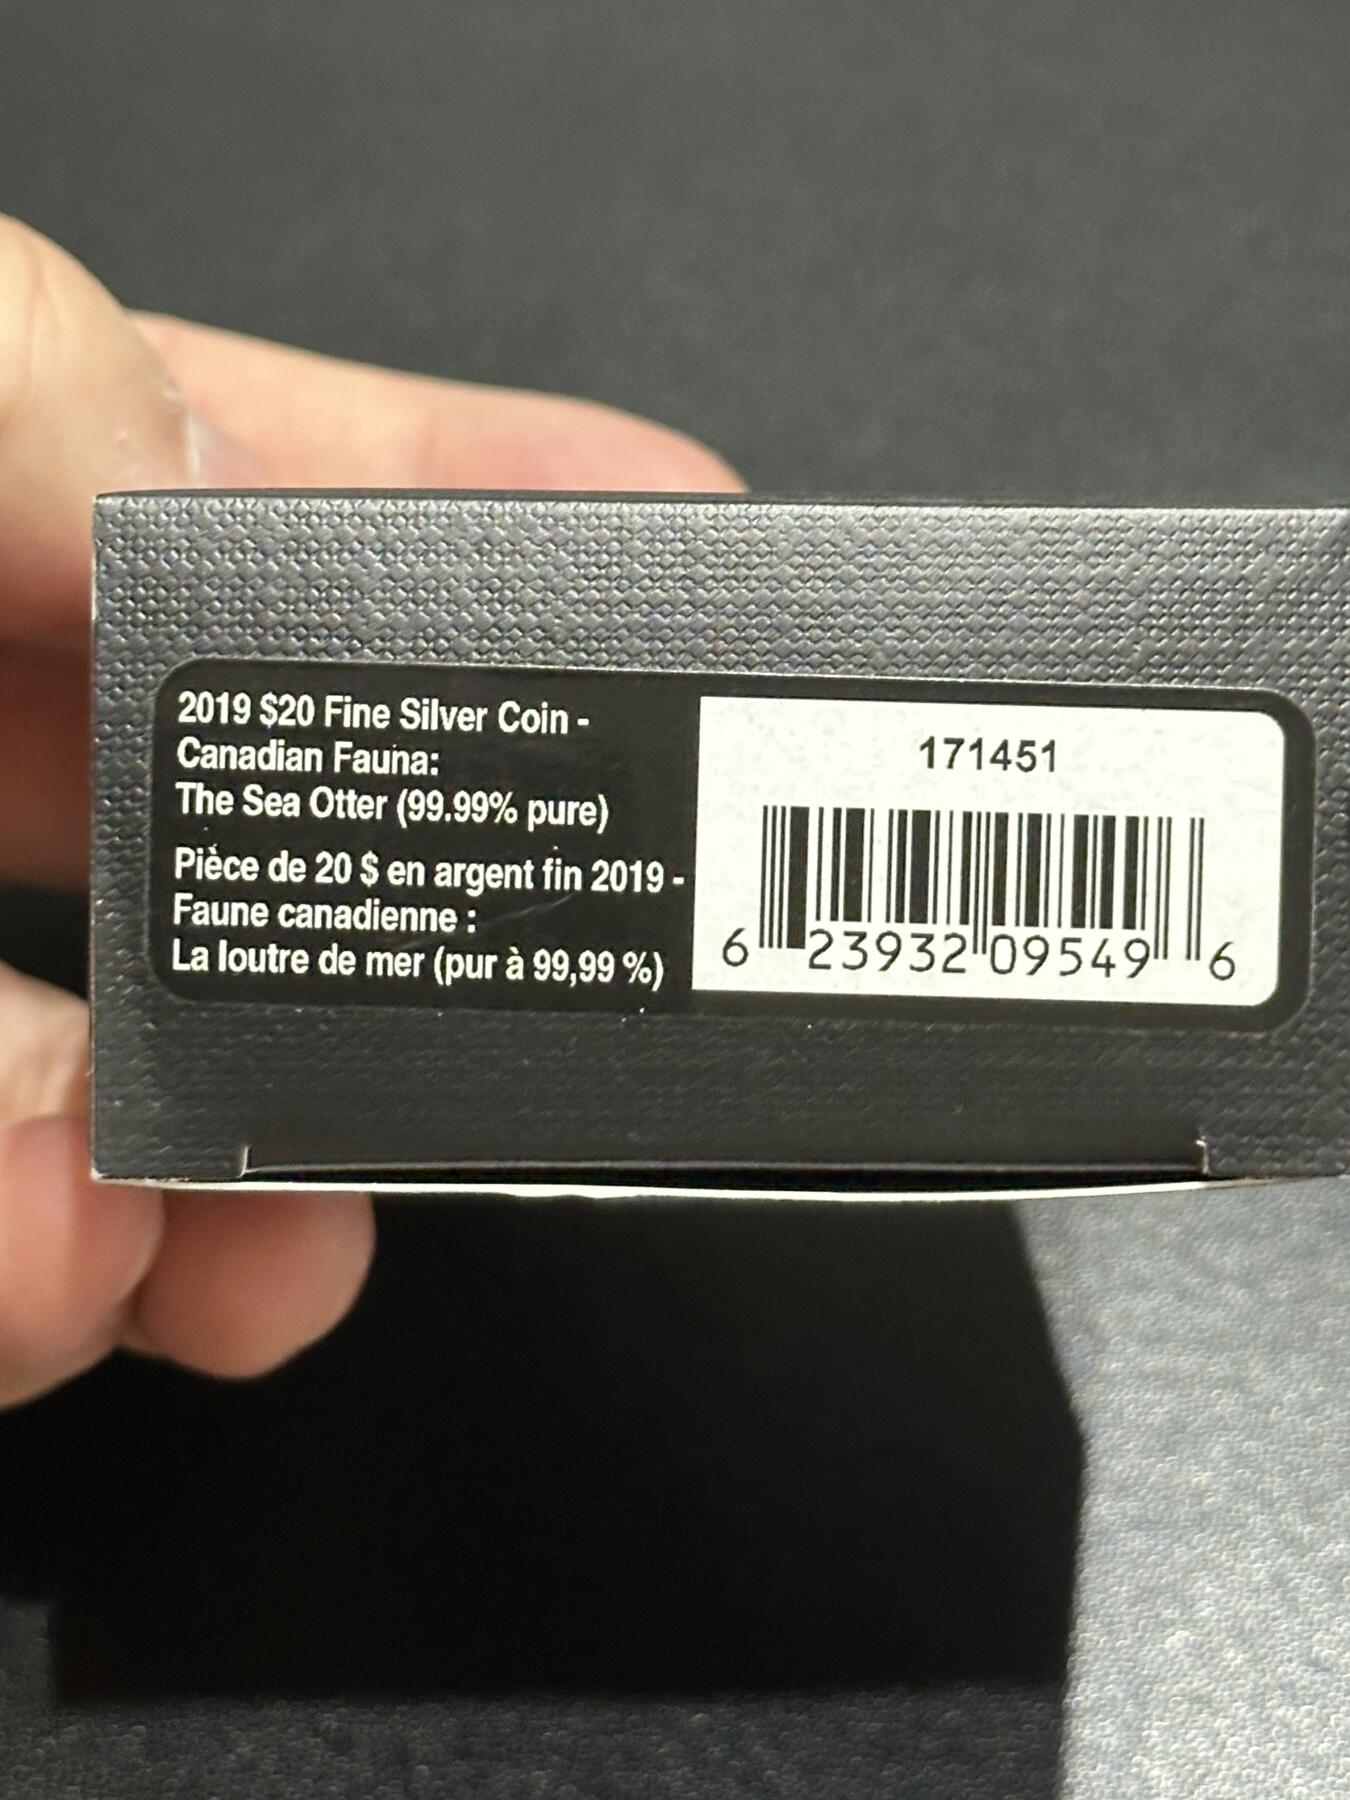 2019 $20 Fine Silver Coin -
Canadian Fauna:
The Sea Otter (99.99% pure)
Pièce de 20 $ en argent fin 2019 -
Faune canadienne :
La loutre de mer (pur à 99,99 %)
171451
6 23932 09549 6